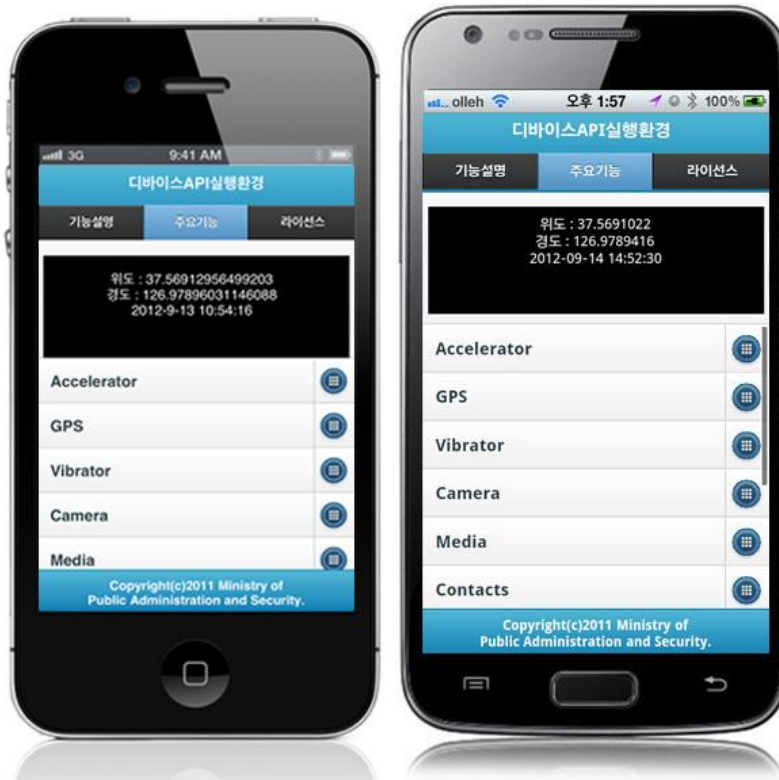 3G 9:41 AM
디바이스API실행환경
기능설명 주요기능 라이선스
위도 : 37.56912956499203
경도 : 126.97896031146088
2012-9-13 10:54:16
Accelerator
GPS
Vibrator
Camera
Media
Copyright(c)2011 Ministry of
Public Administration and Security.
olleh 오후 1:57 100%
디바이스API실행환경
기능설명 주요기능 라이선스
위도 : 37.5691022
경도 : 126.9789416
2012-09-14 14:52:30
Accelerator
GPS
Vibrator
Camera
Media
Contacts
Copyright(c)2011 Ministry of
Public Administration and Security.